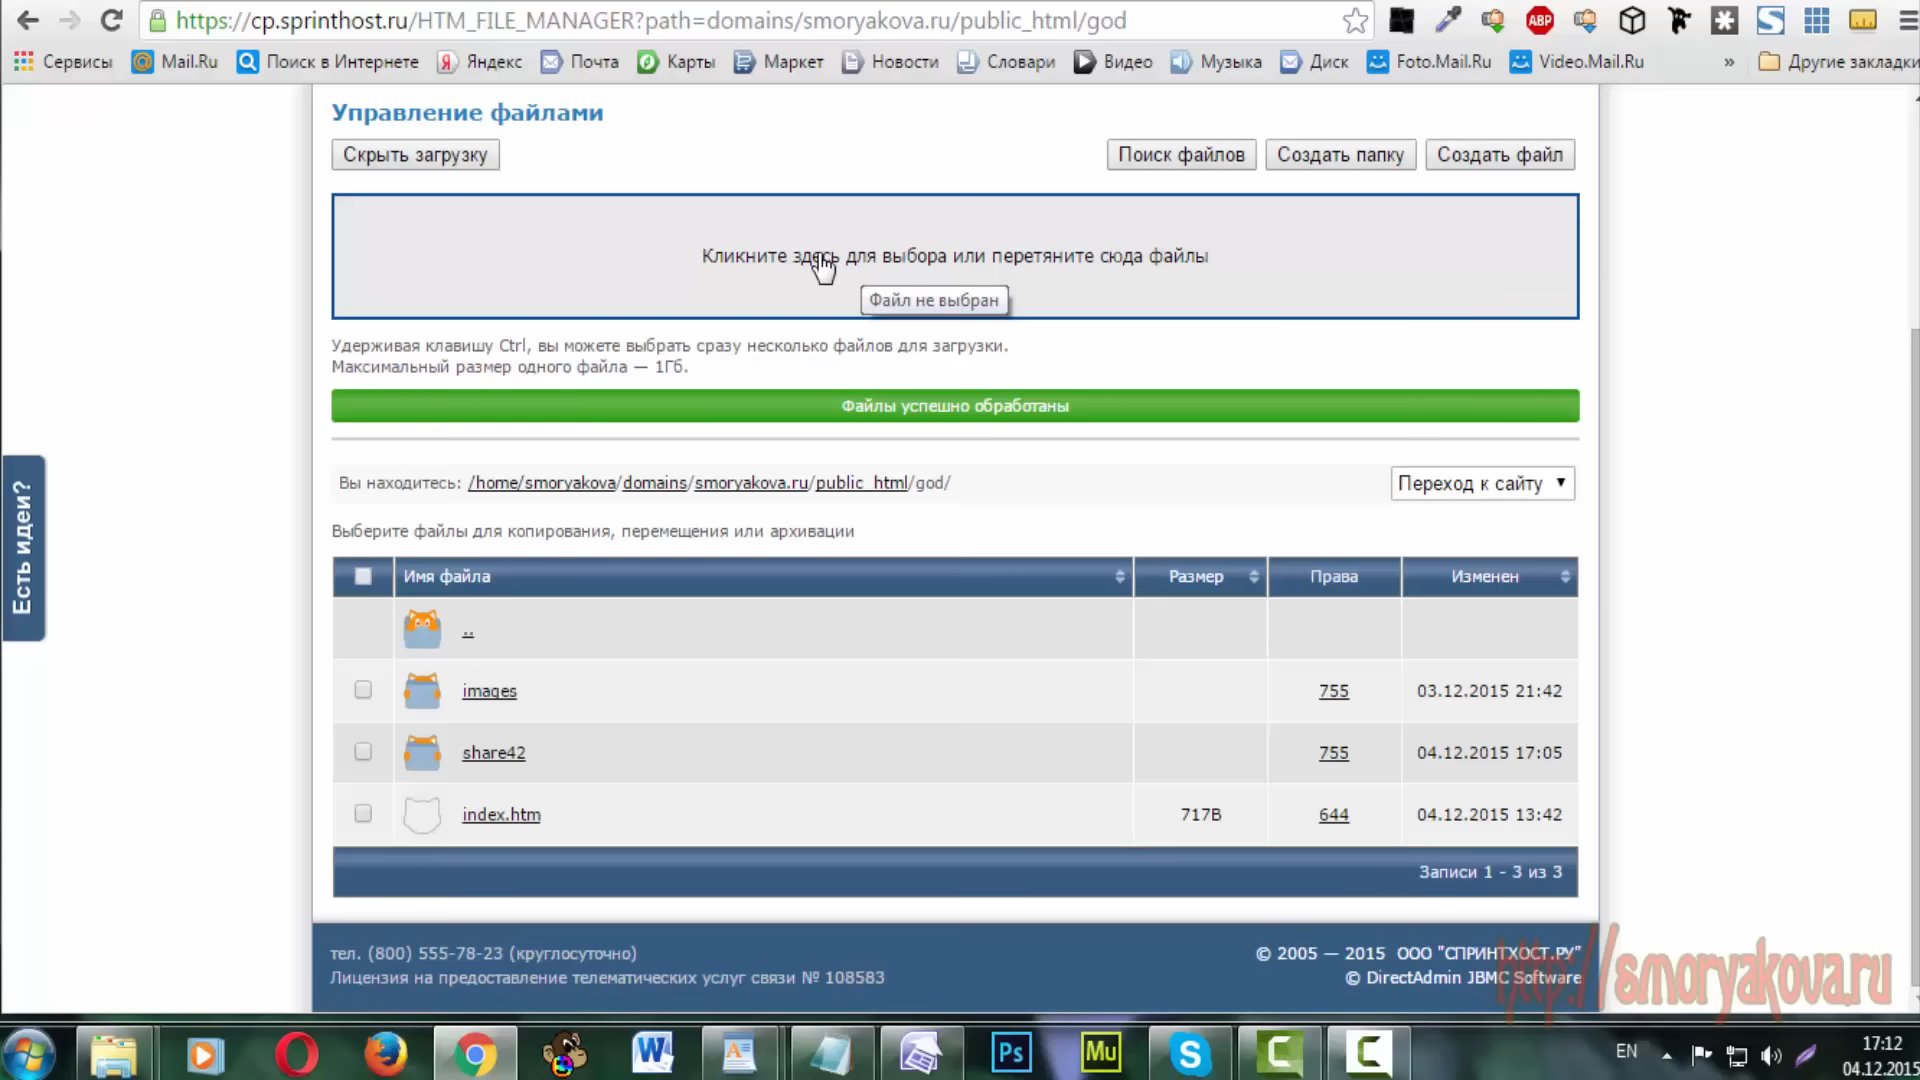 https://cp.sprinthost.ru/HTM_FILE_MANAGER?path=domains/smoryakova.ru/public_html/god
ABP
Сервисы Mail.Ru Поиск в Интернете Яндекс Почта Карты Маркет Новости Словари Видео Музыка Диск Foto.Mail.Ru Video.Mail.Ru » Другие закладки
Управление файлами
Скрыть загрузку Поиск файлов Создать папку Создать файл
Кликните здесь для выбора или перетяните сюда файлы
Файл не выбран
Удерживая клавишу Ctrl, вы можете выбрать сразу несколько файлов для загрузки.
Максимальный размер одного файла — 1Гб.
Файлы успешно обработаны
Вы находитесь: /home/smoryakova/domains/smoryakova.ru/public_html/god/ Переход к сайту
Есть идеи?
Выберите файлы для копирования, перемещения или архивации
Имя файла Размер Права Изменен
..
images 755 03.12.2015 21:42
share42 755 04.12.2015 17:05
index.htm 717B 644 04.12.2015 13:42
Записи 1 - 3 из 3
тел. (800) 555-78-23 (круглосуточно) © 2005 — 2015 ООО "СПРИНТХОСТ.РУ"
Лицензия на предоставление телематических услуг связи № 108583 © DirectAdmin JBMC Software
http://smoryakova.ru
Ps Mu EN 17:12
04.12.2015